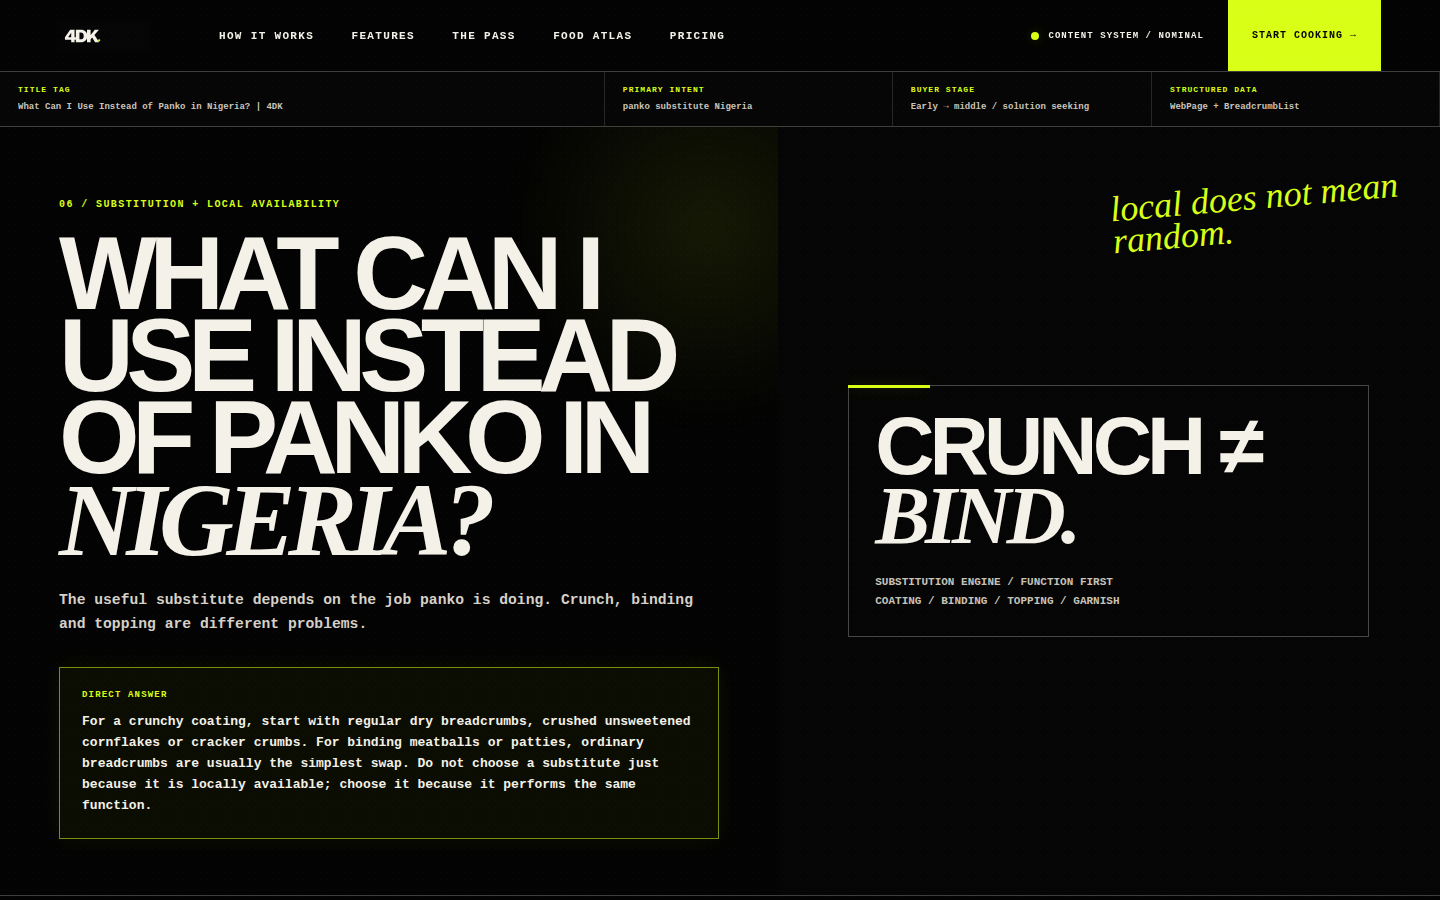 4DK.
HOW IT WORKS
FEATURES
THE PASS
FOOD ATLAS
PRICING
CONTENT SYSTEM / NOMINAL
START COOKING →
TITLE TAG
What Can I Use Instead of Panko in Nigeria? | 4DK
PRIMARY INTENT
panko substitute Nigeria
BUYER STAGE
Early → middle / solution seeking
STRUCTURED DATA
WebPage + BreadcrumbList
06 / SUBSTITUTION + LOCAL AVAILABILITY
WHAT CAN I
USE INSTEAD
OF PANKO IN
NIGERIA?
The useful substitute depends on the job panko is doing. Crunch, binding
and topping are different problems.
DIRECT ANSWER
For a crunchy coating, start with regular dry breadcrumbs, crushed unsweetened
cornflakes or cracker crumbs. For binding meatballs or patties, ordinary
breadcrumbs are usually the simplest swap. Do not choose a substitute just
because it is locally available; choose it because it performs the same
function.
local does not mean
random.
CRUNCH ≠
BIND.
SUBSTITUTION ENGINE / FUNCTION FIRST
COATING / BINDING / TOPPING / GARNISH